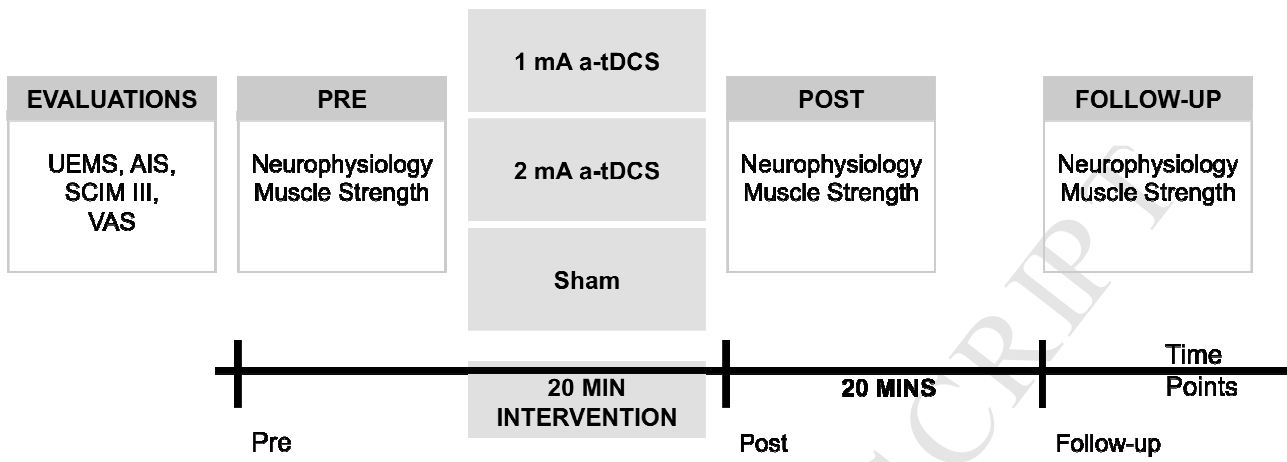 EVALUATIONS
UEMS, AIS,
SCIM III,
VAS
PRE
Neurophysiology
Muscle Strength
1 mA a-tDCS
2 mA a-tDCS
Sham
POST
Neurophysiology
Muscle Strength
FOLLOW-UP
Neurophysiology
Muscle Strength
20 MIN
INTERVENTION
20 MINS
Time
Points
Pre
Post
Follow-up
SCRIPT